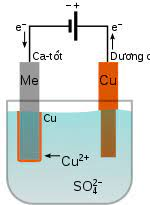 - +
e⁻ e⁻
Ca-tốt Dương c
Me Cu
Cu
Cu²⁺
SO₄²⁻